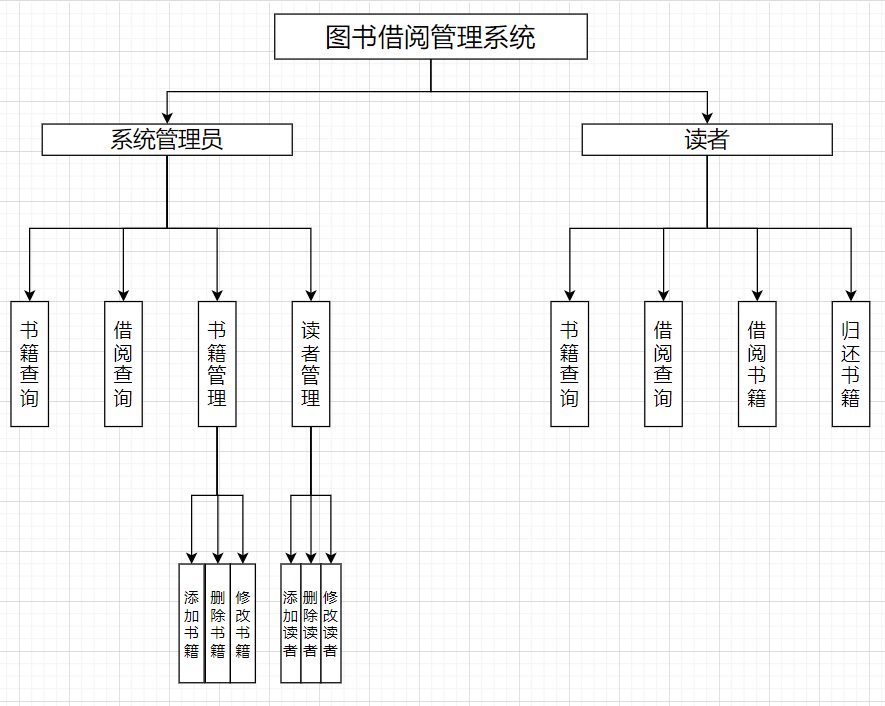 图书借阅管理系统
系统管理员
读者
书籍查询
借阅查询
书籍管理
读者管理
书籍查询
借阅查询
借阅书籍
归还书籍
添加书籍
删除书籍
修改书籍
添加读者
删除读者
修改读者